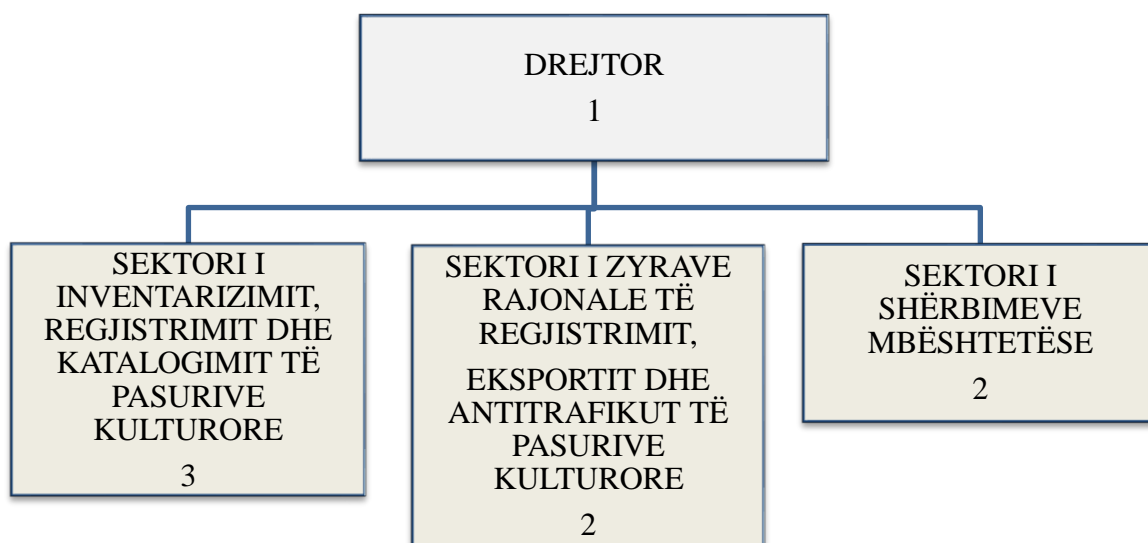 DREJTOR
1
SEKTORI I
INVENTARIZIMIT,
REGJISTRIMIT DHE
KATALOGIMIT TË
PASURIVE
KULTURORE
3
SEKTORI I ZYRAVE
RAJONALE TË
REGJISTRIMIT,
EKSPORTIT DHE
ANTITRAFIKUT TË
PASURIVE
KULTURORE
2
SEKTORI I
SHËRBIMEVE
MBËSHTETËSE
2